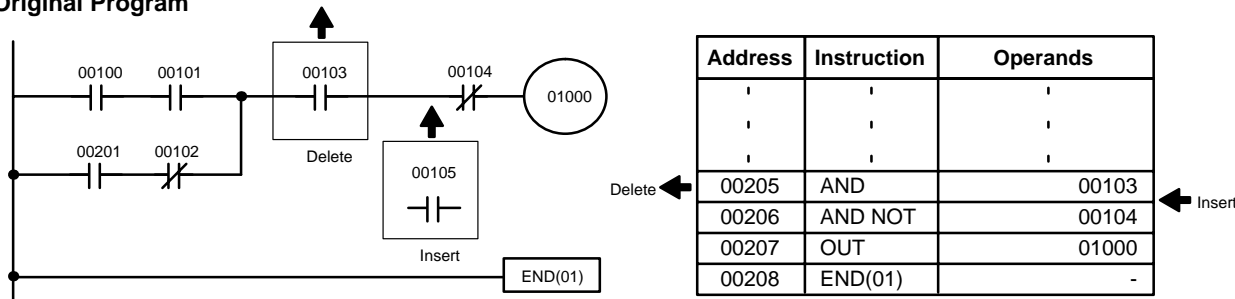 Original Program
00100 00101 00103 00104
01000
00201 00102
Delete
00105
Insert
END(01)
Address Instruction Operands
Delete 00205 AND 00103
Insert
00206 AND NOT 00104
00207 OUT 01000
00208 END(01) -